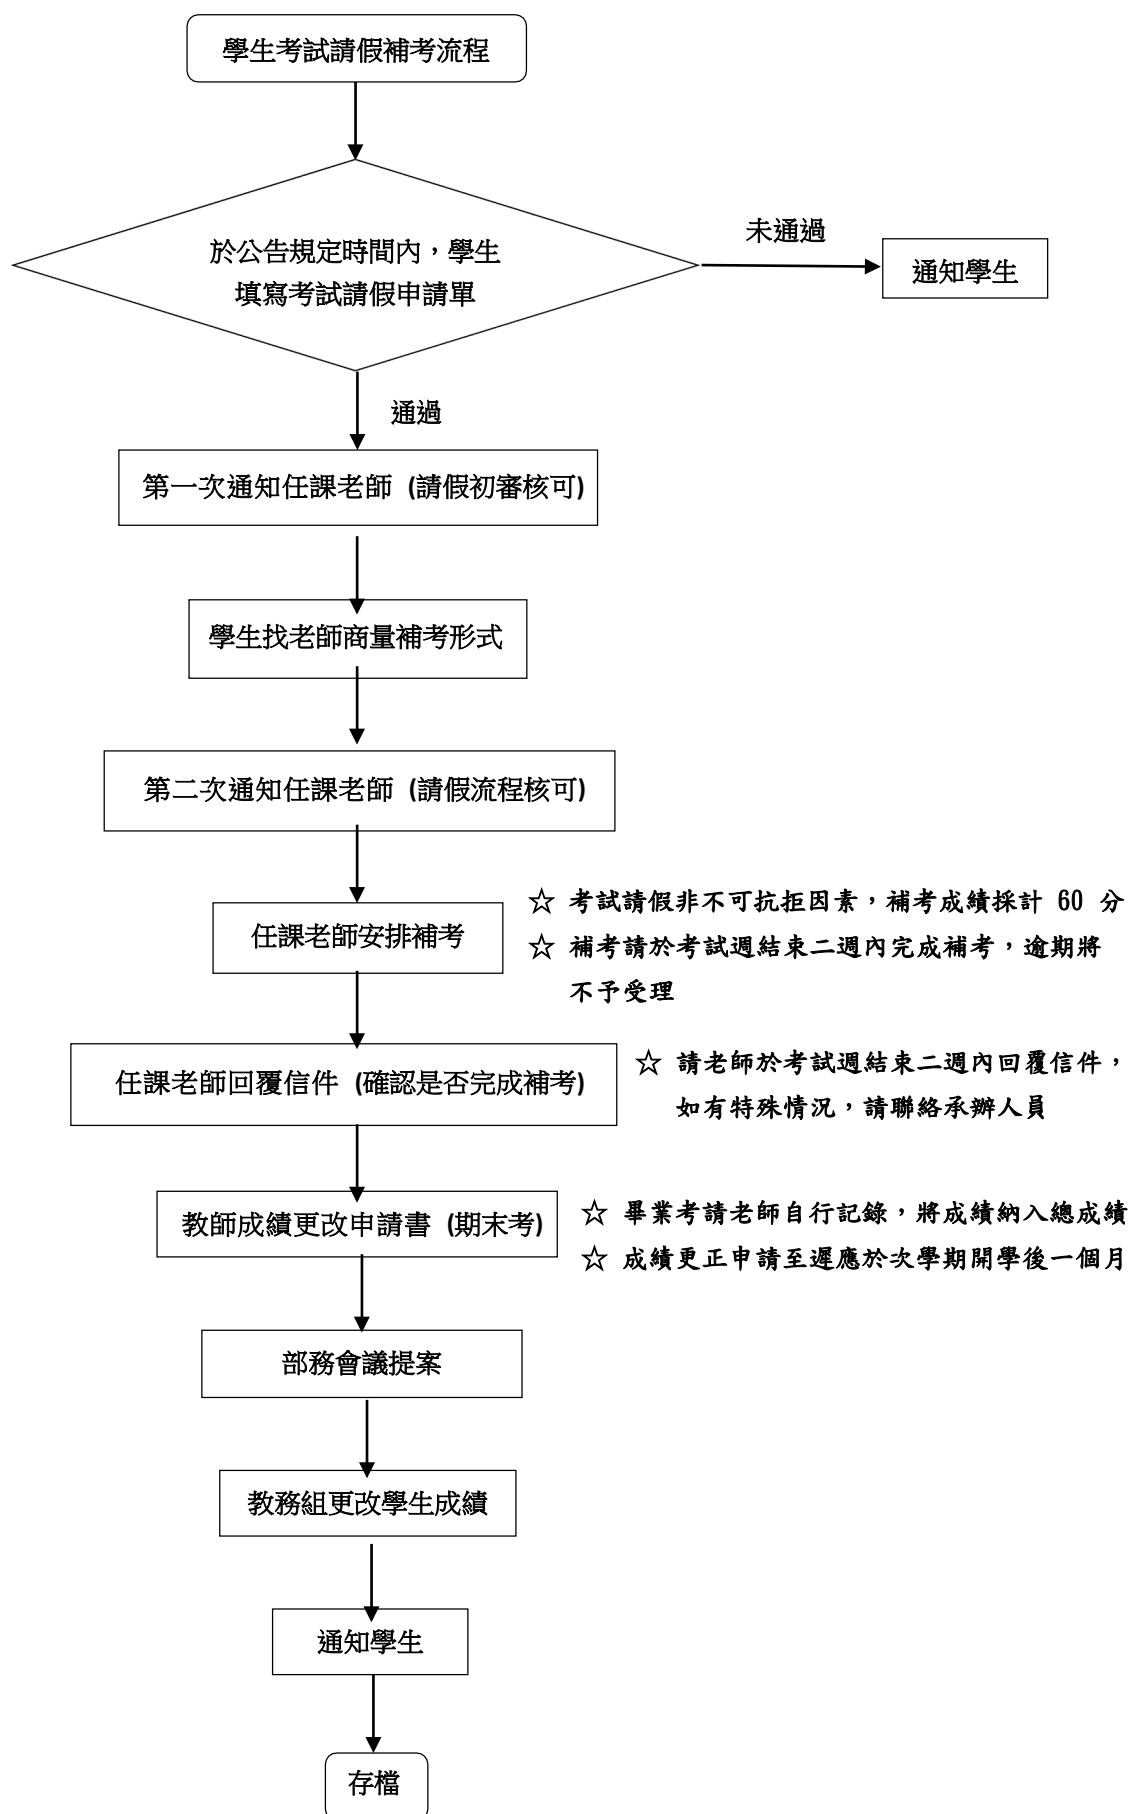 學生考試請假補考流程
於公告規定時間內，學生
填寫考試請假申請單
未通過
通知學生
通過
第一次通知任課老師 (請假初審核可)
學生找老師商量補考形式
第二次通知任課老師 (請假流程核可)
任課老師安排補考
☆ 考試請假非不可抗拒因素，補考成績採計 60 分
☆ 補考請於考試週結束二週內完成補考，逾期將
不予受理
任課老師回覆信件 (確認是否完成補考)
☆ 請老師於考試週結束二週內回覆信件，
如有特殊情況，請聯絡承辦人員
教師成績更改申請書 (期末考)
☆ 畢業考請老師自行記錄，將成績納入總成績
☆ 成績更正申請至遲應於次學期開學後一個月
部務會議提案
教務組更改學生成績
通知學生
存檔